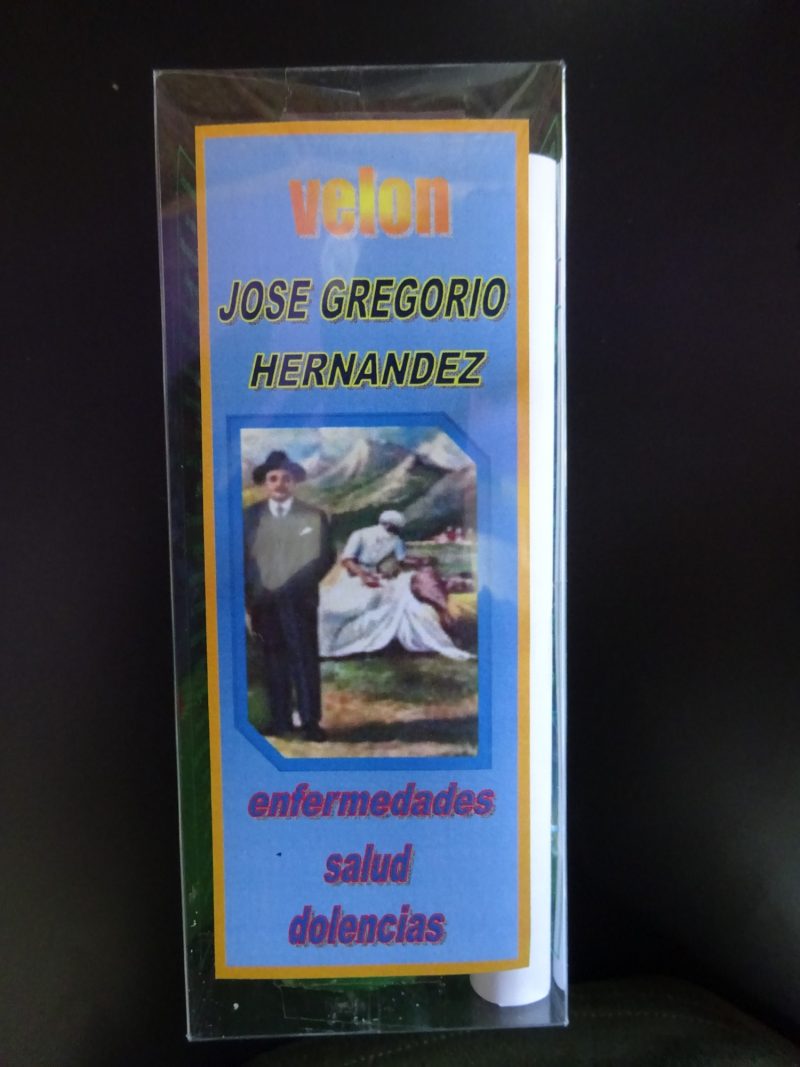 velon
JOSE GREGORIO
HERNANDEZ
enfermedades
salud
dolencias